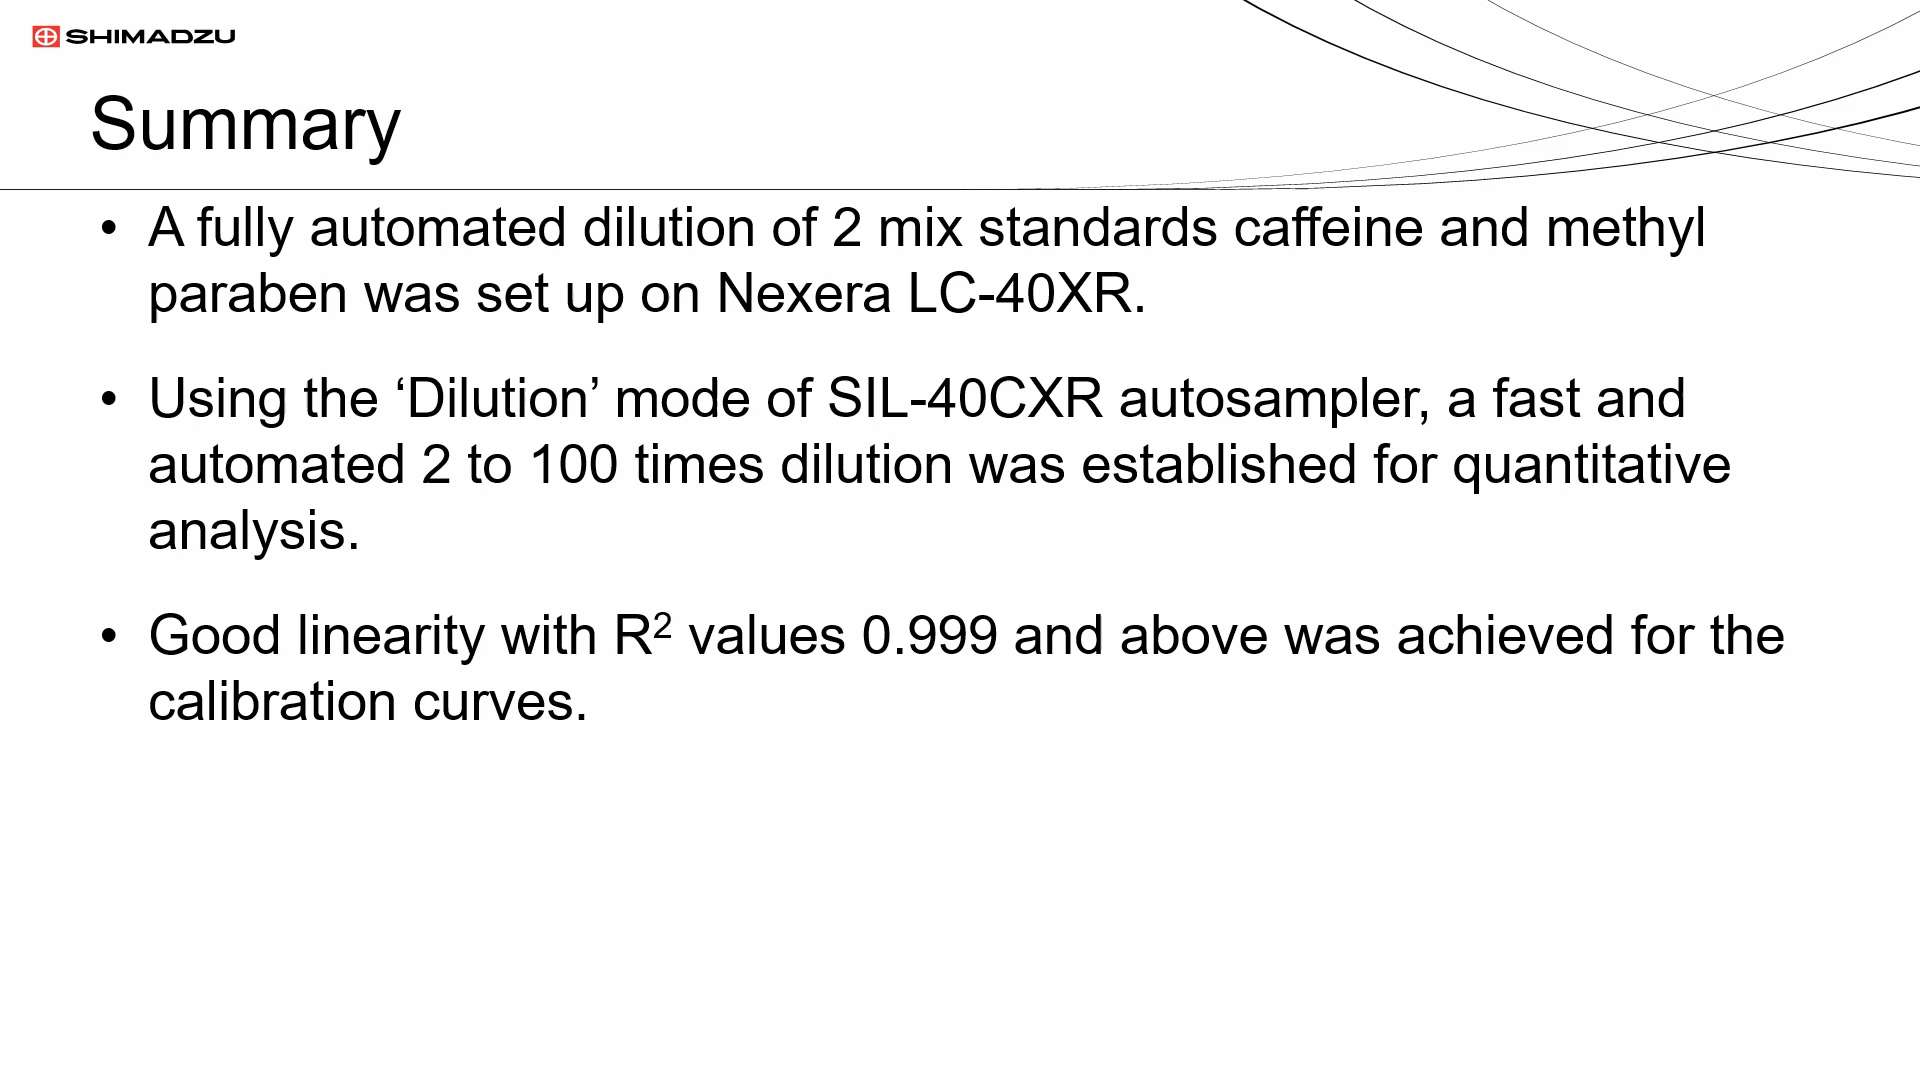 SHIMADZU
Summary
• A fully automated dilution of 2 mix standards caffeine and methyl
paraben was set up on Nexera LC-40XR.
• Using the ‘Dilution’ mode of SIL-40CXR autosampler, a fast and
automated 2 to 100 times dilution was established for quantitative
analysis.
• Good linearity with R² values 0.999 and above was achieved for the
calibration curves.